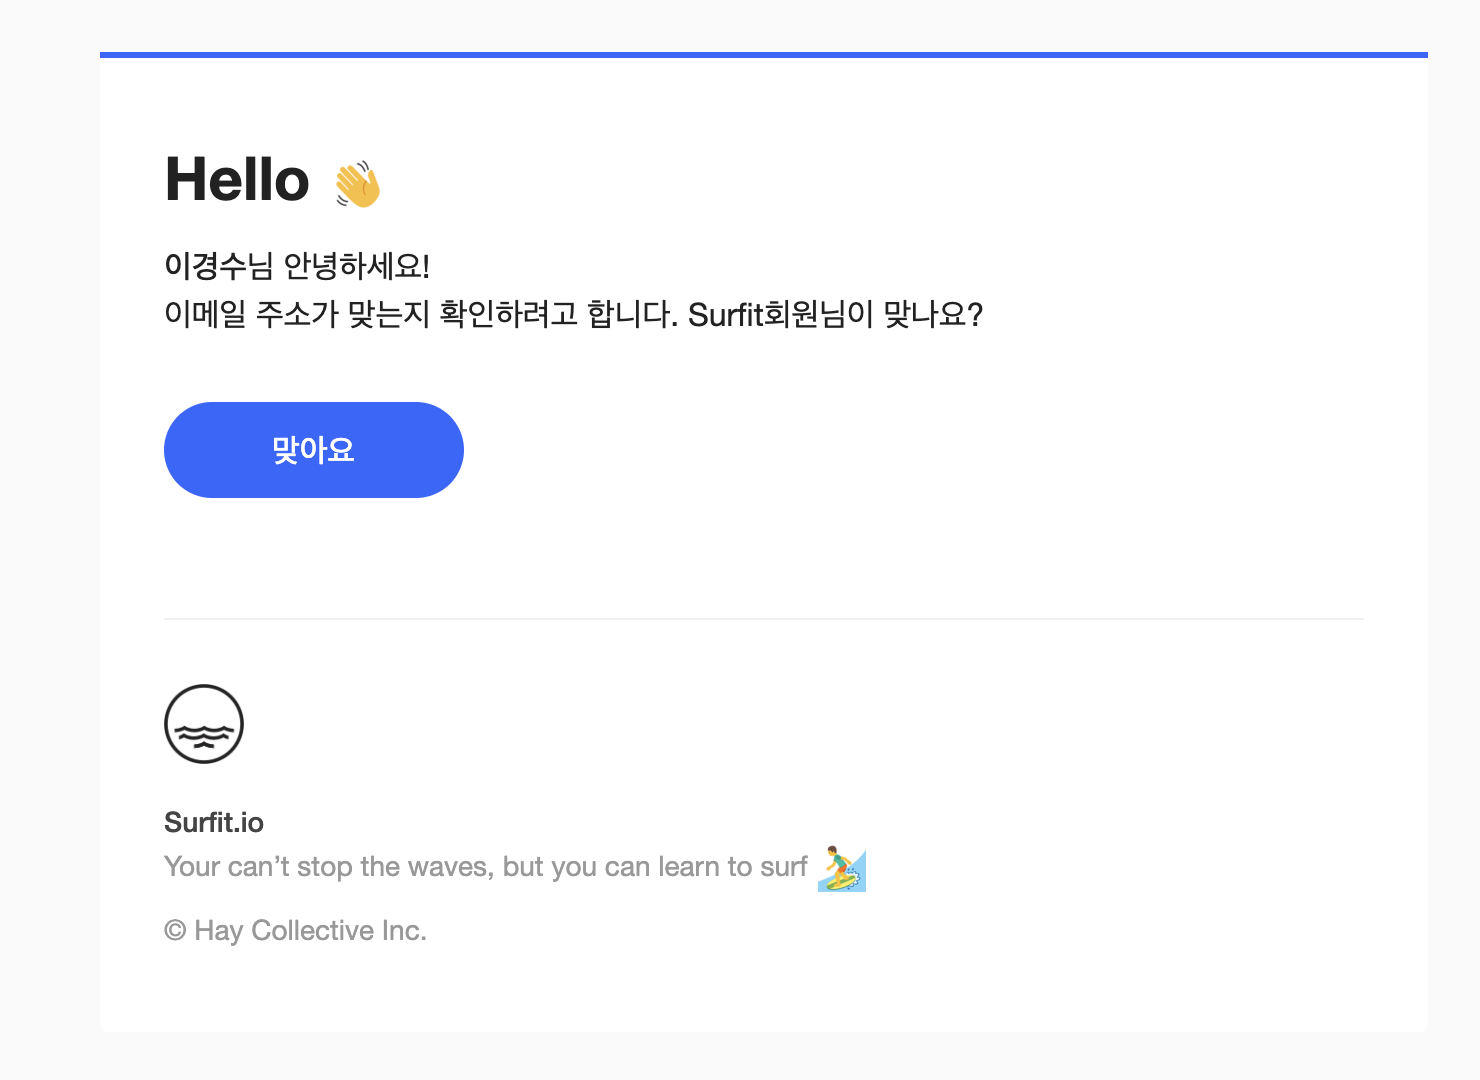 Hello 👋
이경수님 안녕하세요!
이메일 주소가 맞는지 확인하려고 합니다. Surfit회원님이 맞나요?
맞아요
Surfit.io
Your can’t stop the waves, but you can learn to surf 🏄‍♂️
© Hay Collective Inc.